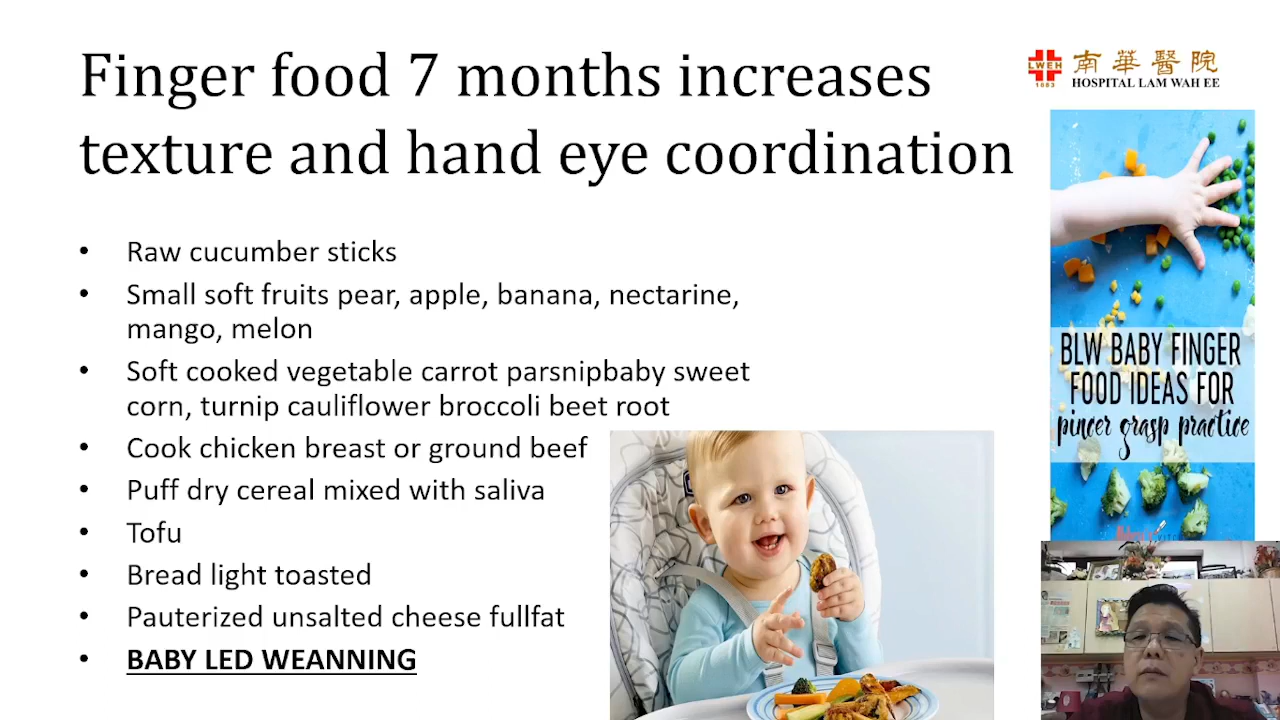 Finger food 7 months increases
texture and hand eye coordination
LWEH
1883
南華醫院
HOSPITAL LAM WAH EE
• Raw cucumber sticks
• Small soft fruits pear, apple, banana, nectarine,
mango, melon
• Soft cooked vegetable carrot parsnipbaby sweet
corn, turnip cauliflower broccoli beet root
• Cook chicken breast or ground beef
• Puff dry cereal mixed with saliva
• Tofu
• Bread light toasted
• Pauterized unsalted cheese fullfat
• BABY LED WEANNING
BLW BABY FINGER
FOOD IDEAS FOR
pincer grasp practice